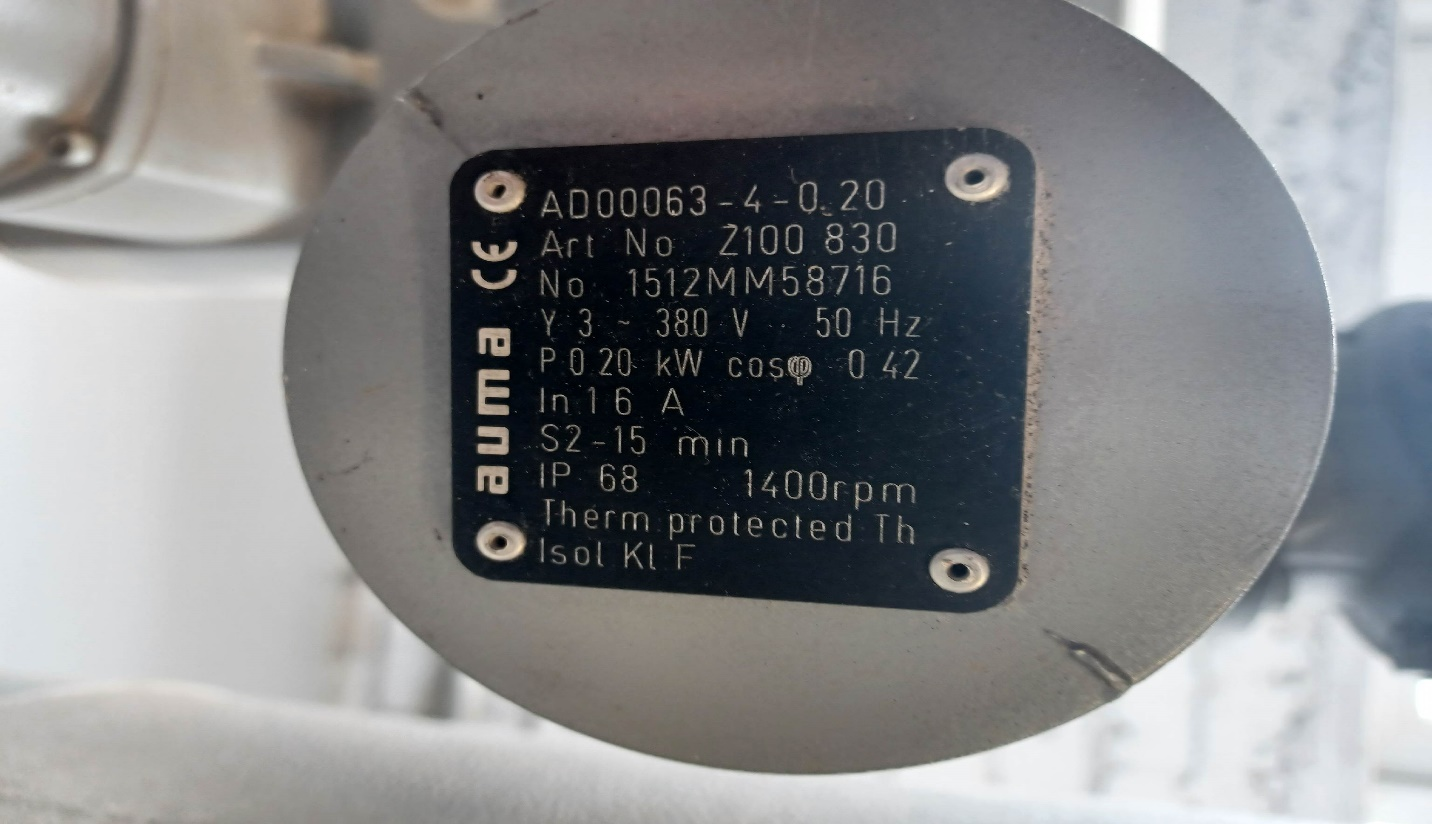 AD00063-4-0.20
Art No Z100 830
No 1512MM58716
Y 3 ~ 380 V 50 Hz
P 0.20 kW cosφ 0.42
In 1.6 A
S2-15 min
IP 68 1400rpm
Therm protected Th
Isol Kl F
CE
auma